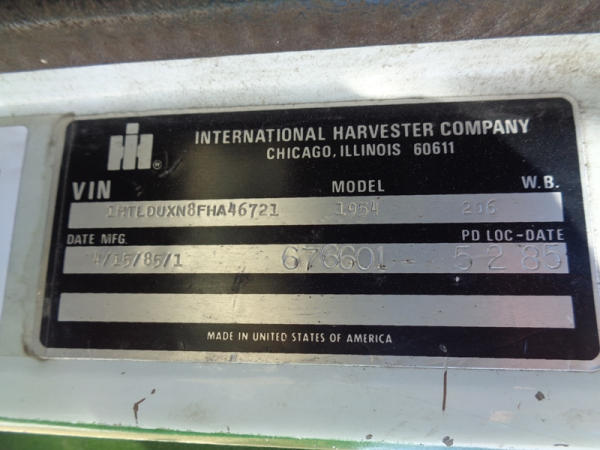 IH ®
INTERNATIONAL HARVESTER COMPANY
CHICAGO, ILLINOIS 60611
VIN MODEL W.B.
1HTLDUXN8FHA46721 1954 216
DATE MFG. PD LOC-DATE
4/15/85/1 676601 - 5 2 85
MADE IN UNITED STATES OF AMERICA